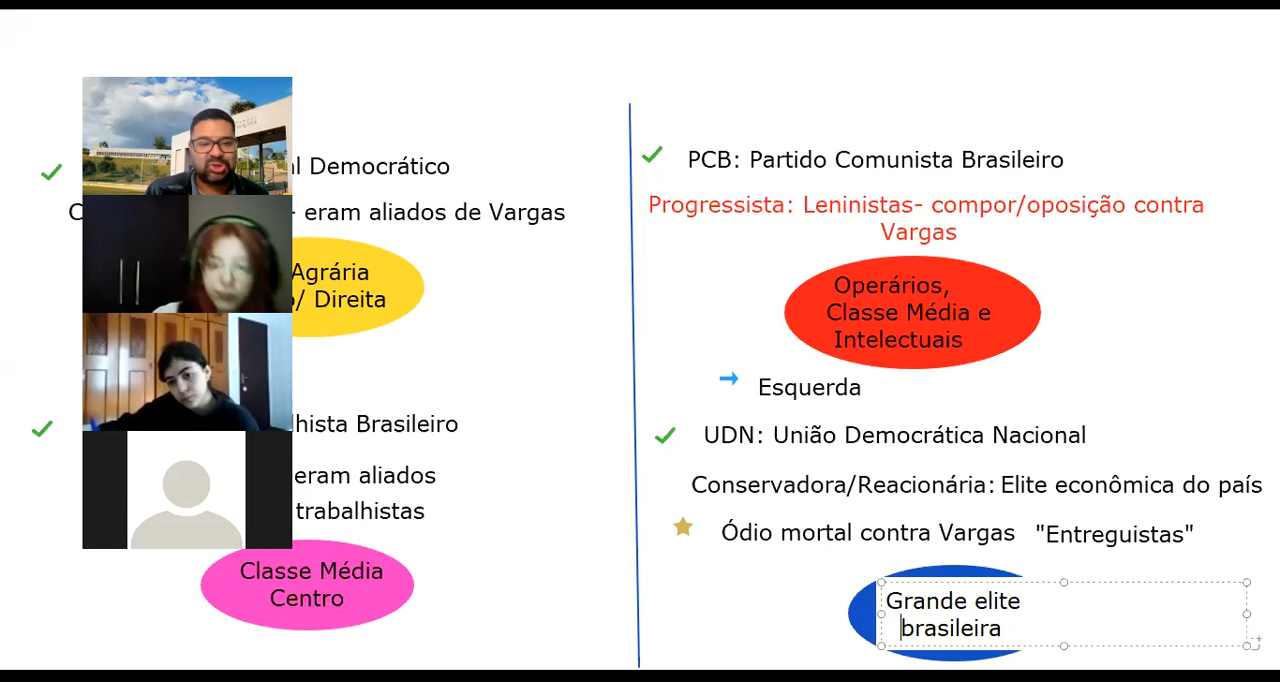 Democrático
eram aliados de Vargas
Agrária
/ Direita
Brasileiro
eram aliados
trabalhistas
Classe Média
Centro
PCB: Partido Comunista Brasileiro
Progressista: Leninistas- compor/oposição contra
Vargas
Operários,
Classe Média e
Intelectuais
Esquerda
UDN: União Democrática Nacional
Conservadora/Reacionária: Elite econômica do país
Ódio mortal contra Vargas "Entreguistas"
Grande elite
brasileira